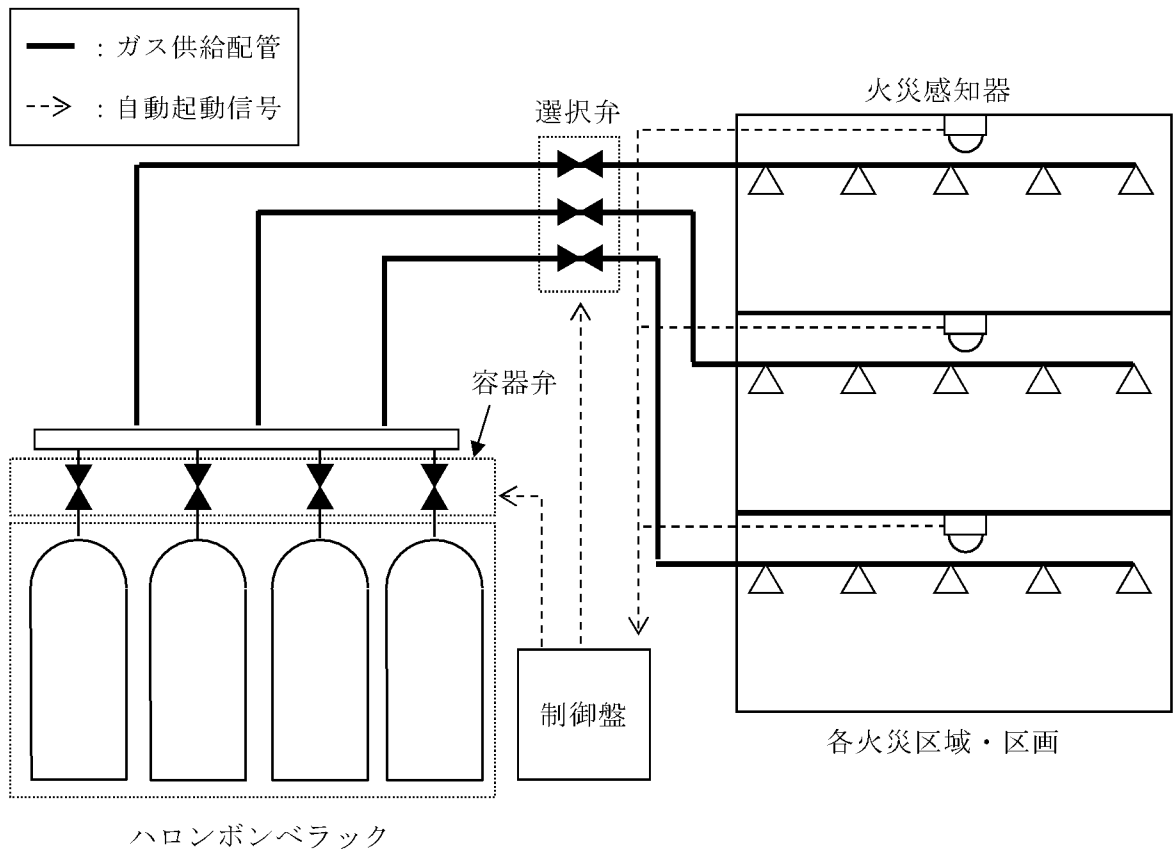 ：ガス供給配管
：自動起動信号
選択弁
火災感知器
容器弁
制御盤
各火災区域・区画
ハロンボンベラック